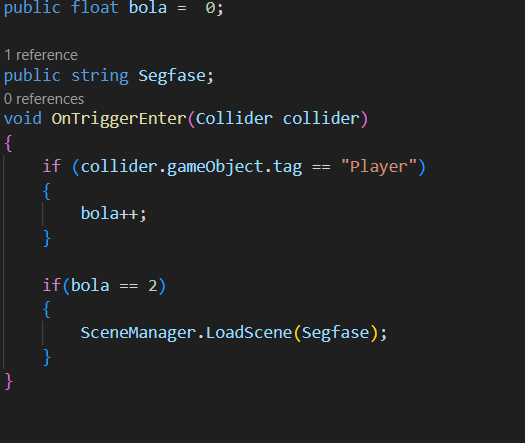 public float bola =  0;
1 reference
public string Segfase;
0 references
void OnTriggerEnter(Collider collider)
{
    if (collider.gameObject.tag == "Player")
    {
        bola++;
    }
    if(bola == 2)
    {
        SceneManager.LoadScene(Segfase);
    }
}